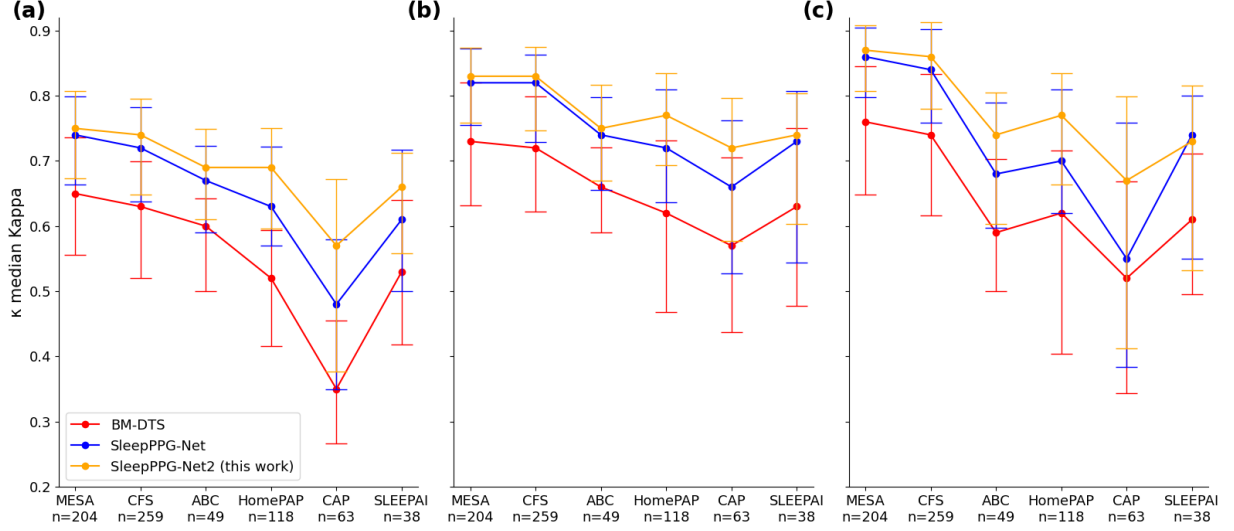 (a)
(b)
(c)
κ median Kappa
0.9
0.8
0.7
0.6
0.5
0.4
0.3
0.2
BM-DTS
SleepPPG-Net
SleepPPG-Net2 (this work)
MESA CFS ABC HomePAP CAP SLEEPAI
n=204 n=259 n=49 n=118 n=63 n=38
MESA CFS ABC HomePAP CAP SLEEPAI
n=204 n=259 n=49 n=118 n=63 n=38
MESA CFS ABC HomePAP CAP SLEEPAI
n=204 n=259 n=49 n=118 n=63 n=38